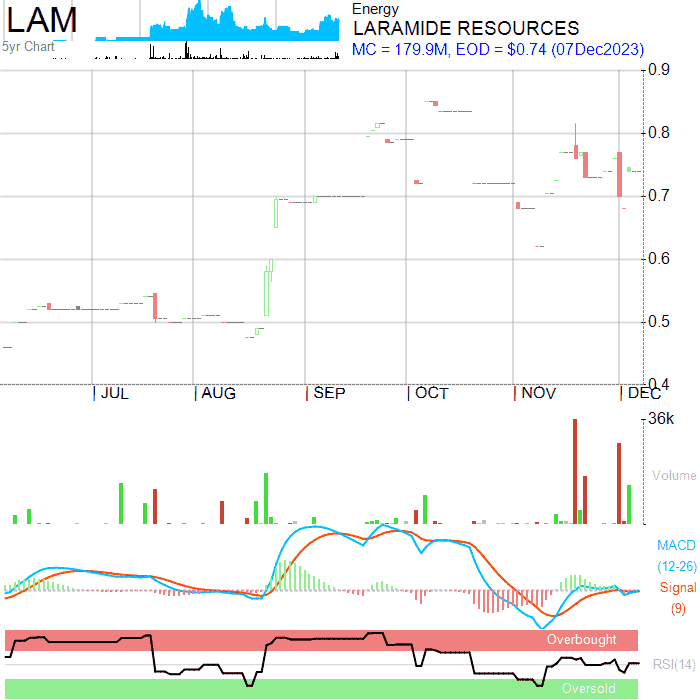 LAM
5yr Chart
Energy
LARAMIDE RESOURCES
MC = 179.9M, EOD = $0.74 (07Dec2023)
0.9
0.8
0.7
0.6
0.5
0.4
JUL AUG SEP OCT NOV DEC
36k
Volume
MACD
(12-26)
Signal
(9)
Overbought
RSI(14)
Oversold